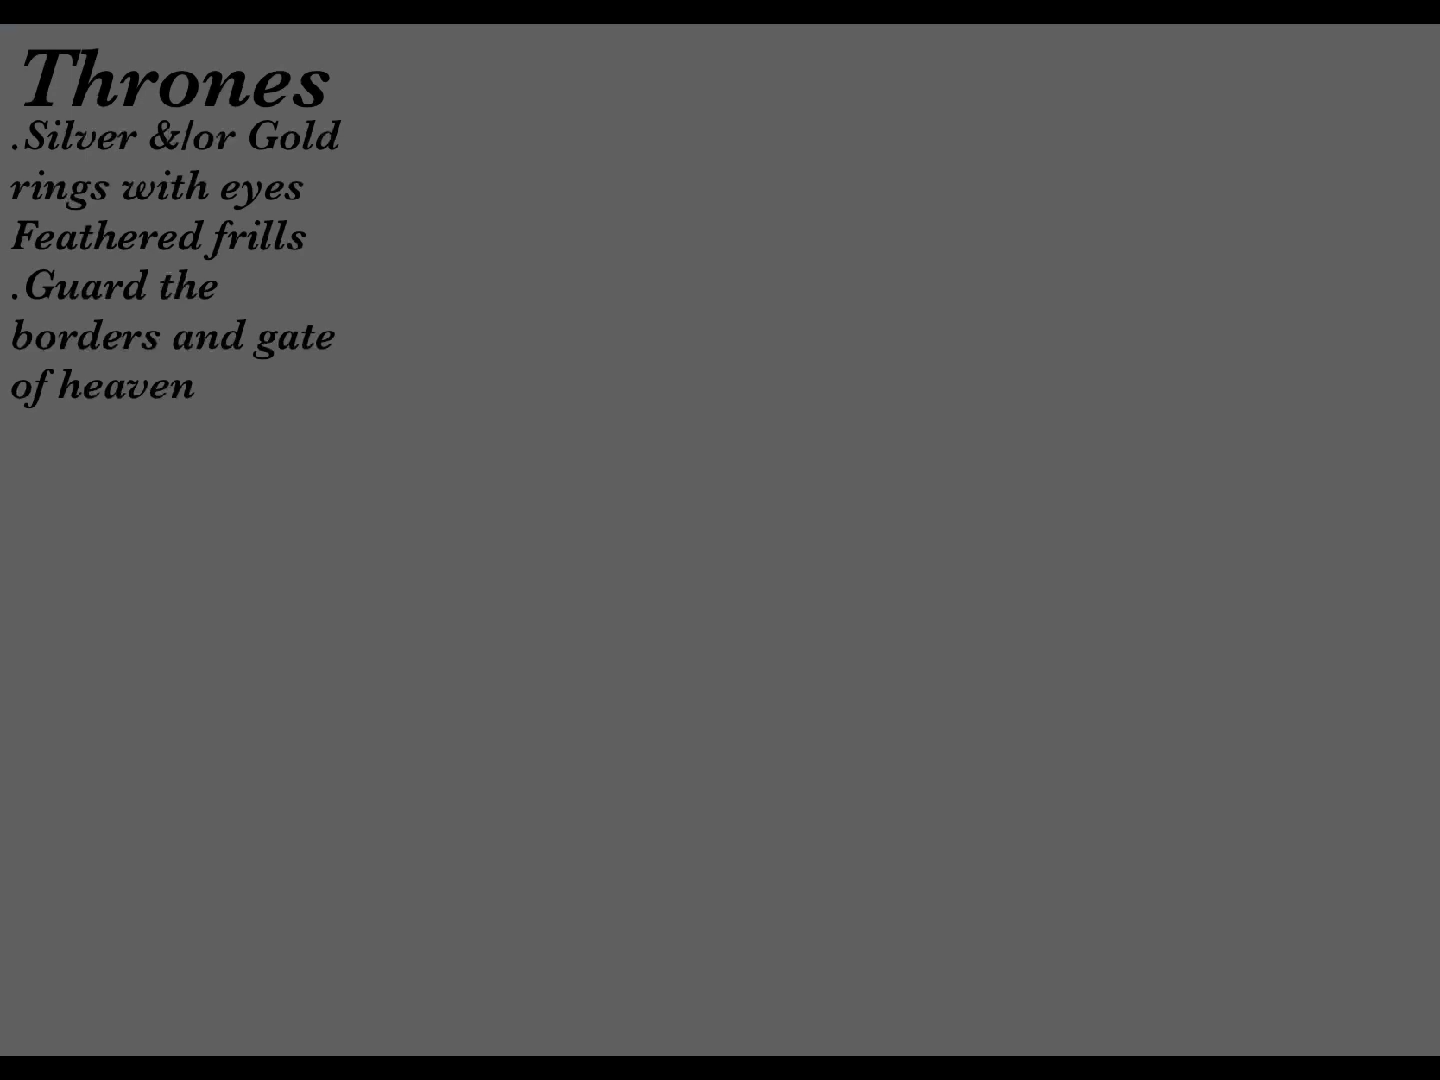 Thrones
.Silver &/or Gold
rings with eyes
Feathered frills
.Guard the
borders and gate
of heaven